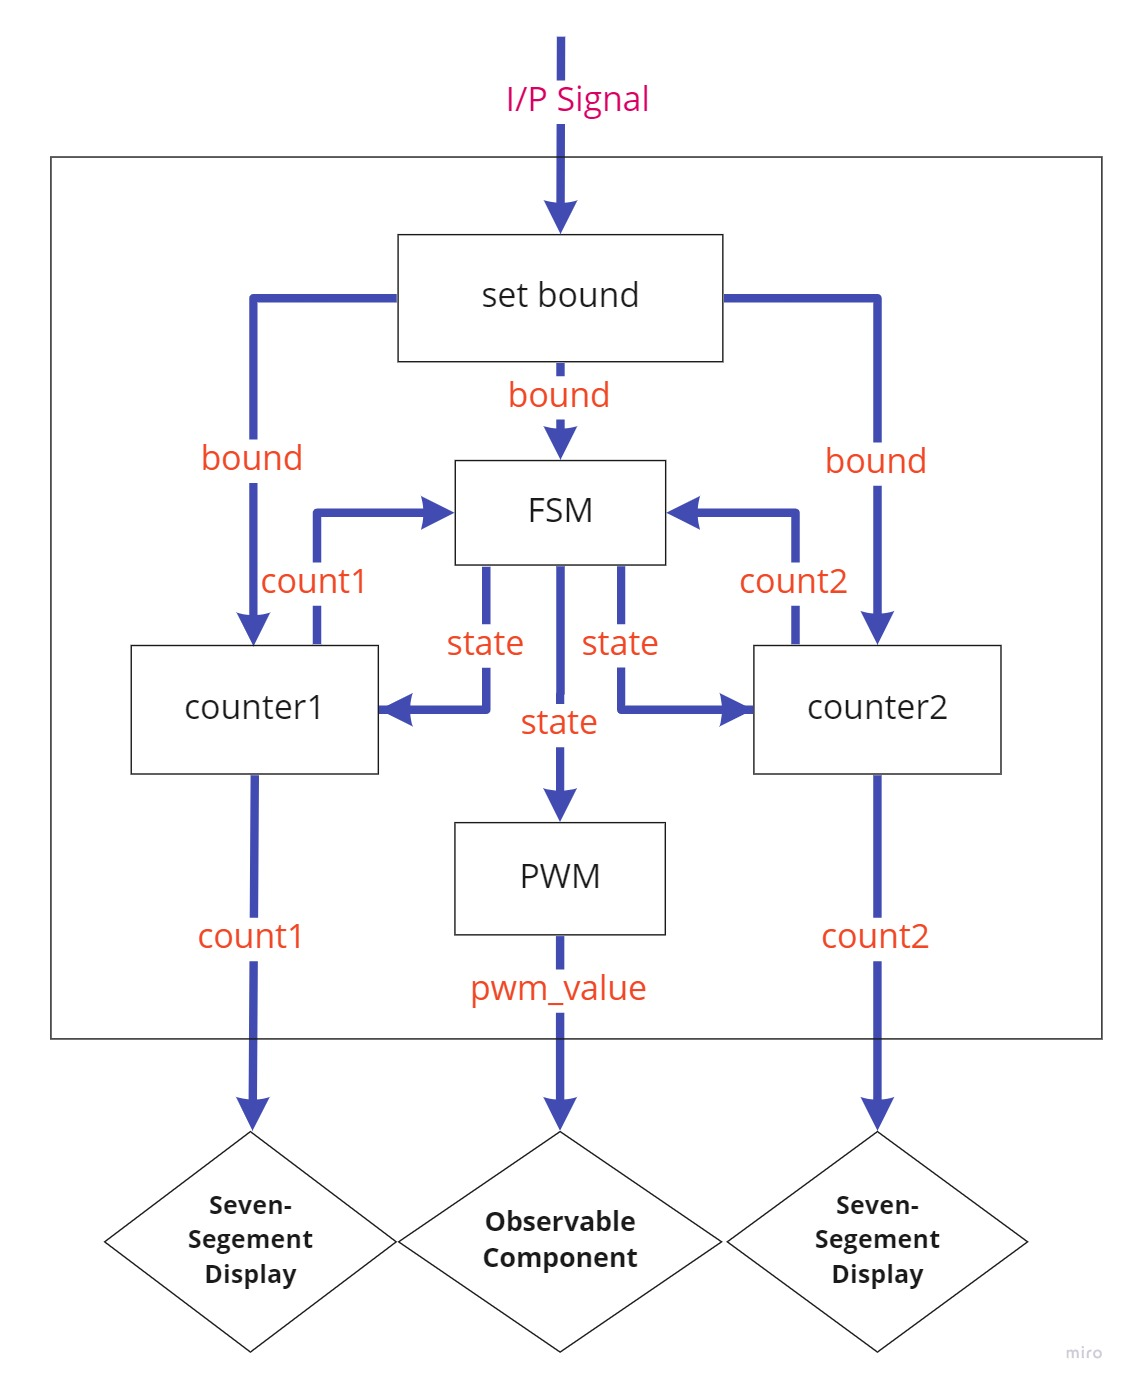 I/P Signal
set bound
bound
bound
bound
FSM
count1
count2
state
state
counter1
state
counter2
PWM
count1
count2
pwm_value
Seven-
Segement
Display
Observable
Component
Seven-
Segement
Display
miro